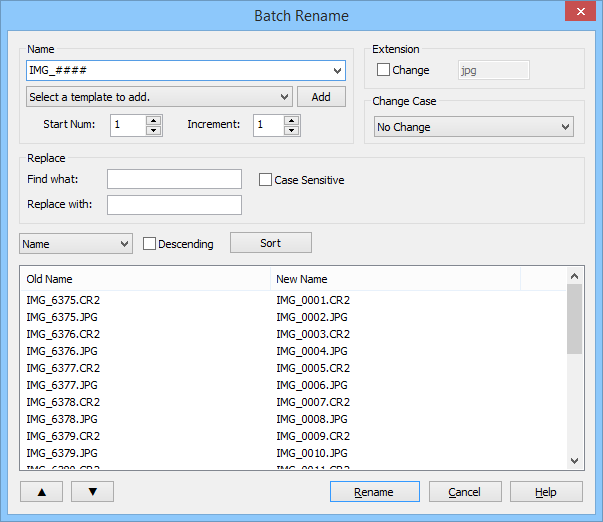 Batch Rename
Name
IMG_####
Select a template to add.
Add
Start Num: 1 Increment: 1
Extension
Change jpg
Change Case
No Change
Replace
Find what:
Case Sensitive
Replace with:
Name Descending Sort
Old Name New Name
IMG_6375.CR2 IMG_0001.CR2
IMG_6375.JPG IMG_0002.JPG
IMG_6376.CR2 IMG_0003.CR2
IMG_6376.JPG IMG_0004.JPG
IMG_6377.CR2 IMG_0005.CR2
IMG_6377.JPG IMG_0006.JPG
IMG_6378.CR2 IMG_0007.CR2
IMG_6378.JPG IMG_0008.JPG
IMG_6379.CR2 IMG_0009.CR2
IMG_6379.JPG IMG_0010.JPG
IMG_6380.CR2 IMG_0011.CR2
Rename Cancel Help